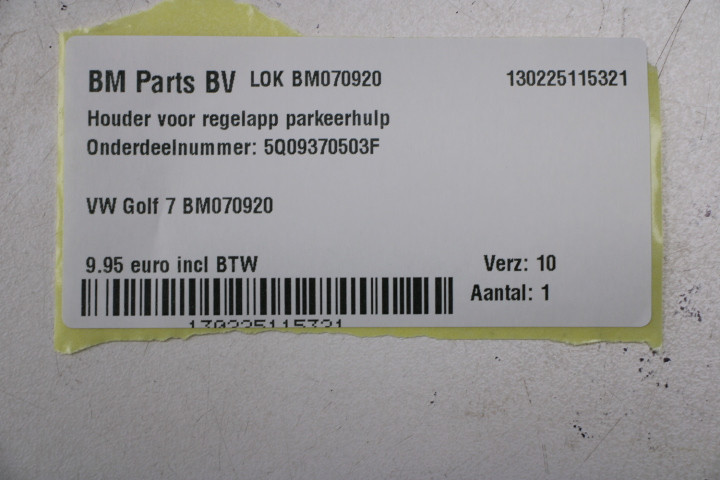 BM Parts BV LOK BM070920 130225115321
Houder voor regelapp parkeerhulp
Onderdeelnummer: 5Q09370503F
VW Golf 7 BM070920
9.95 euro incl BTW Verz: 10
Aantal: 1
130225115321